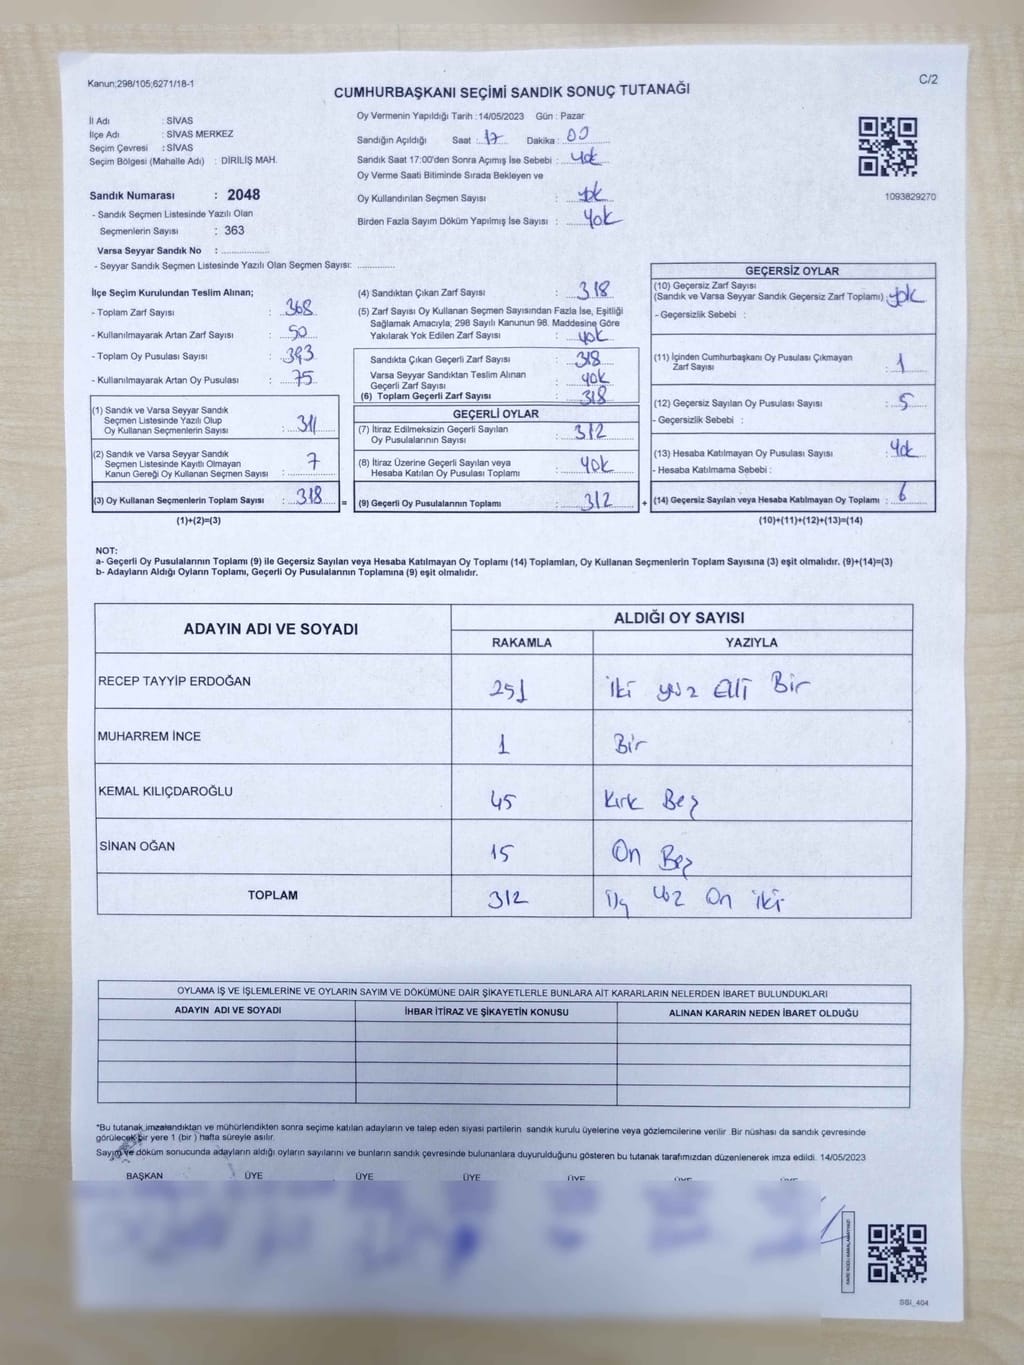 Kanun;298/105;6271/18-1
C/2
CUMHURBAŞKANI SEÇİMİ SANDIK SONUÇ TUTANAĞI
İl Adı : SİVAS
İlçe Adı : SİVAS MERKEZ
Seçim Çevresi : SİVAS
Seçim Bölgesi (Mahalle Adı) : DİRİLİŞ MAH.
Sandık Numarası : 2048
- Sandık Seçmen Listesinde Yazılı Olan
Seçmenlerin Sayısı : 363
Varsa Seyyar Sandık No : ................
- Seyyar Sandık Seçmen Listesinde Yazılı Olan Seçmen Sayısı: ............
Oy Vermenin Yapıldığı Tarih : 14/05/2023 Gün : Pazar
Sandığın Açıldığı Saat : 17 Dakika : 00
Sandık Saat 17:00'den Sonra Açımış İse Sebebi : yok
Oy Verme Saati Bitiminde Sırada Bekleyen ve
Oy Kullandırılan Seçmen Sayısı : yok
Birden Fazla Sayım Döküm Yapılmış İse Sayısı : yok
1093829270
İlçe Seçim Kurulundan Teslim Alınan;
- Toplam Zarf Sayısı : 368
- Kullanılmayarak Artan Zarf Sayısı : 50
- Toplam Oy Pusulası Sayısı : 393
- Kullanılmayarak Artan Oy Pusulası : 75
(1) Sandık ve Varsa Seyyar Sandık
Seçmen Listesinde Yazılı Olup
Oy Kullanan Seçmenlerin Sayısı : 311
(2) Sandık ve Varsa Seyyar Sandık
Seçmen Listesinde Kayıtlı Olmayan
Kanun Gereği Oy Kullanan Seçmen Sayısı : 7
(3) Oy Kullanan Seçmenlerin Toplam Sayısı : 318 =
(1)+(2)=(3)
(4) Sandıktan Çıkan Zarf Sayısı : 318
(5) Zarf Sayısı Oy Kullanan Seçmen Sayısından Fazla İse, Eşitliği
Sağlamak Amacıyla; 298 Sayılı Kanunun 98. Maddesine Göre
Yakılarak Yok Edilen Zarf Sayısı : yok
Sandıkta Çıkan Geçerli Zarf Sayısı : 318
Varsa Seyyar Sandıktan Teslim Alınan
Geçerli Zarf Sayısı : yok
(6) Toplam Geçerli Zarf Sayısı : 318
GEÇERLİ OYLAR
(7) İtiraz Edilmeksizin Geçerli Sayılan
Oy Pusulalarının Sayısı : 312
(8) İtiraz Üzerine Geçerli Sayılan veya
Hesaba Katılan Oy Pusulası Toplamı : yok
(9) Geçerli Oy Pusulalarının Toplamı : 312 +
GEÇERSİZ OYLAR
(10) Geçersiz Zarf Sayısı
(Sandık ve Varsa Seyyar Sandık Geçersiz Zarf Toplamı) : yok
- Geçersizlik Sebebi :
(11) İçinden Cumhurbaşkanı Oy Pusulası Çıkmayan
Zarf Sayısı : 1
(12) Geçersiz Sayılan Oy Pusulası Sayısı : 5
- Geçersizlik Sebebi :
(13) Hesaba Katılmayan Oy Pusulası Sayısı : yok
- Hesaba Katılmama Sebebi :
(14) Geçersiz Sayılan veya Hesaba Katılmayan Oy Toplamı : 6
(10)+(11)+(12)+(13)=(14)
NOT:
a- Geçerli Oy Pusulalarının Toplamı (9) ile Geçersiz Sayılan veya Hesaba Katılmayan Oy Toplamı (14) Toplamları, Oy Kullanan Seçmenlerin Toplam Sayısına (3) eşit olmalıdır. (9)+(14)=(3)
b- Adayların Aldığı Oyların Toplamı, Geçerli Oy Pusulalarının Toplamına (9) eşit olmalıdır.
ADAYIN ADI VE SOYADI ALDIĞI OY SAYISI
RAKAMLA YAZIYLA
RECEP TAYYİP ERDOĞAN 251 iki yüz elli Bir
MUHARREM İNCE 1 Bir
KEMAL KILIÇDAROĞLU 45 Kırk Beş
SİNAN OĞAN 15 On Beş
TOPLAM 312 üç yüz On iki
OYLAMA İŞ VE İŞLEMLERİNE VE OYLARIN SAYIM VE DÖKÜMÜNE DAİR ŞİKAYETLERLE BUNLARA AİT KARARLARIN NELERDEN İBARET BULUNDUKLARI
ADAYIN ADI VE SOYADI İHBAR İTİRAZ VE ŞİKAYETİN KONUSU ALINAN KARARIN NEDEN İBARET OLDUĞU
*Bu tutanak imzalandıktan ve mühürlendikten sonra seçime katılan adayların ve talep eden siyasi partilerin sandık kurulu üyelerine veya gözlemcilerine verilir. Bir nüshası da sandık çevresinde
görülecek bir yere 1 (bir ) hafta süreyle asılır.
Sayım ve döküm sonucunda adayların aldığı oyların sayılarını ve bunların sandık çevresinde bulunanlara duyurulduğunu gösteren bu tutanak tarafımızdan düzenlenerek imza edildi. 14/05/2023
BAŞKAN ÜYE ÜYE ÜYE ÜYE ÜYE ÜYE
SSI_404